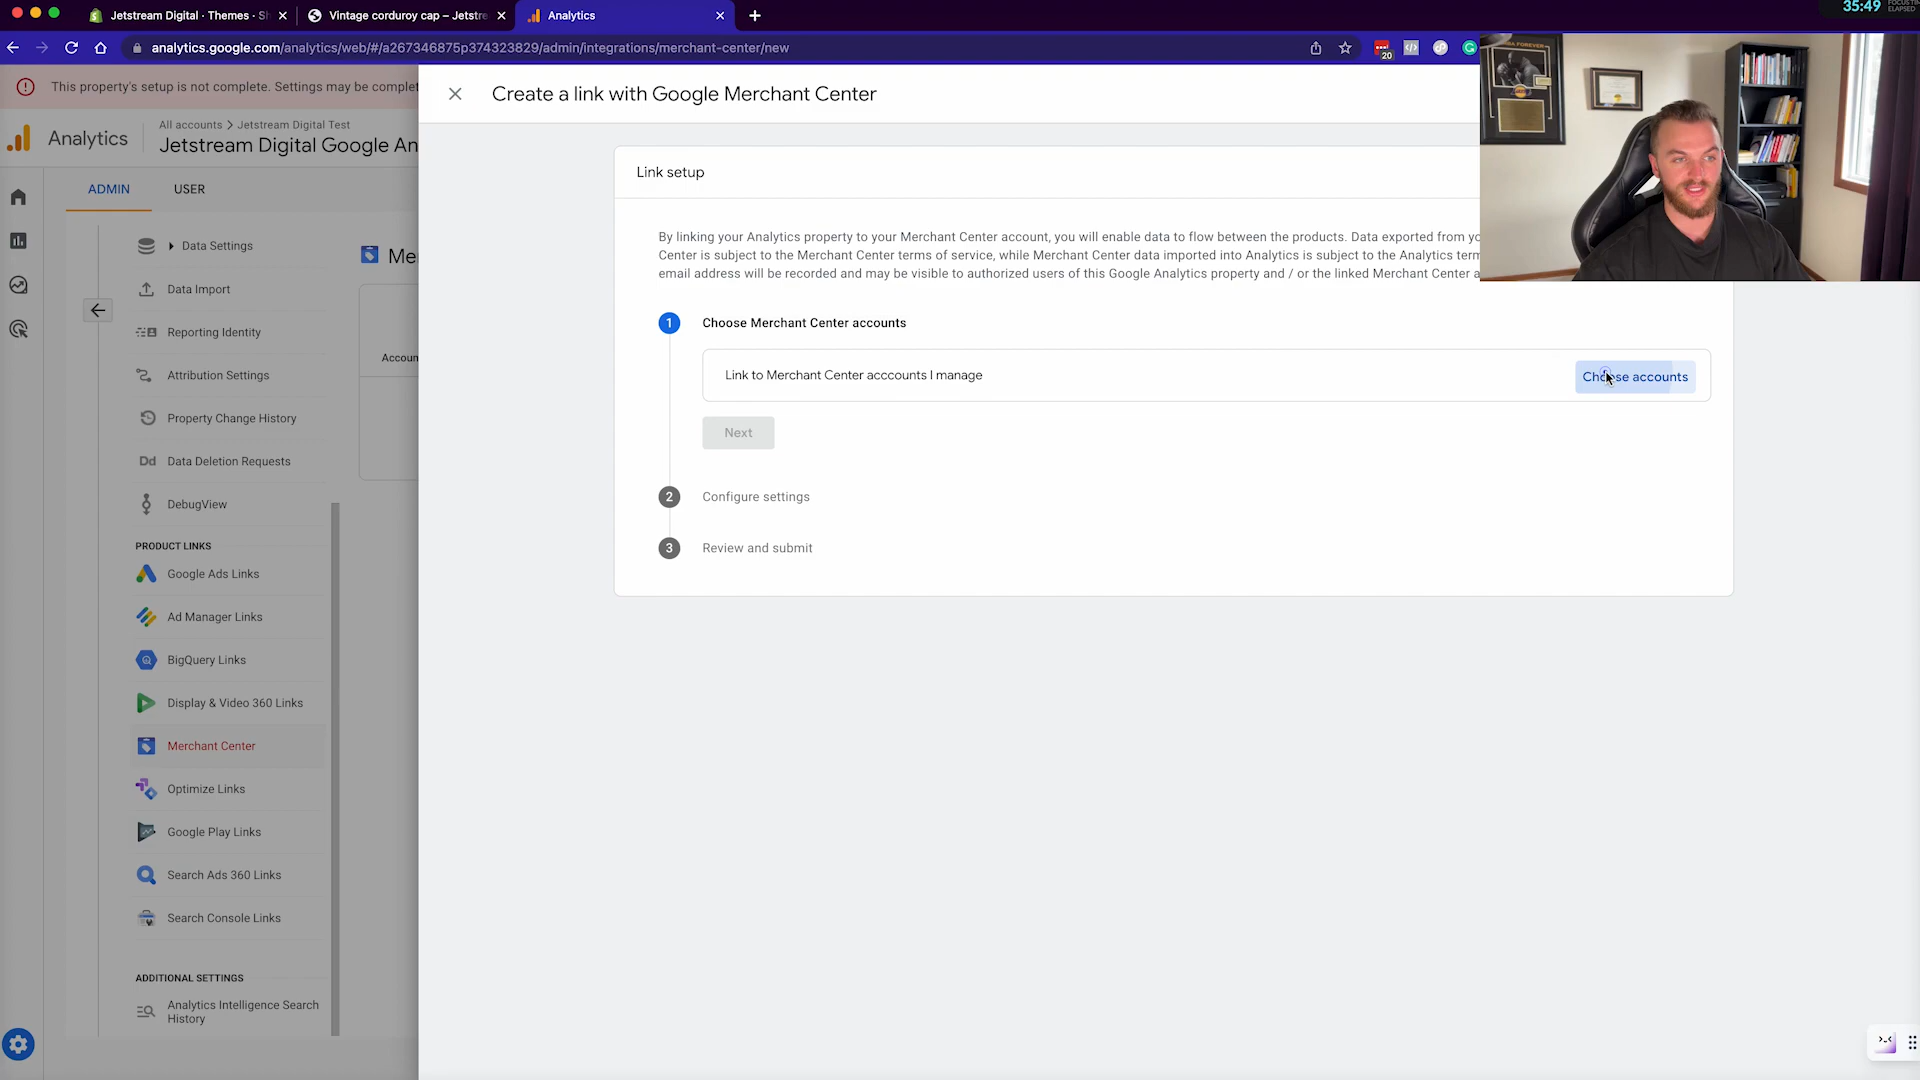 Jetstream Digital · Themes · Sh
Vintage corduroy cap – Jetstre
Analytics
35:49
ELAPSED
analytics.google.com/analytics/web/#/a267346875p374323829/admin/integrations/merchant-center/new
20
This property's setup is not complete. Settings may be complet
Create a link with Google Merchant Center
Analytics
All accounts > Jetstream Digital Test
Jetstream Digital Google An
ADMIN
USER
Data Settings
Data Import
Reporting Identity
Attribution Settings
Property Change History
Dd Data Deletion Requests
DebugView
PRODUCT LINKS
Google Ads Links
Ad Manager Links
BigQuery Links
Display & Video 360 Links
Merchant Center
Optimize Links
Google Play Links
Search Ads 360 Links
Search Console Links
ADDITIONAL SETTINGS
Analytics Intelligence Search
History
Me
Accoun
Link setup
By linking your Analytics property to your Merchant Center account, you will enable data to flow between the products. Data exported from yo
Center is subject to the Merchant Center terms of service, while Merchant Center data imported into Analytics is subject to the Analytics term
email address will be recorded and may be visible to authorized users of this Google Analytics property and / or the linked Merchant Center a
1 Choose Merchant Center accounts
Link to Merchant Center acccounts I manage
Choose accounts
Next
2 Configure settings
3 Review and submit